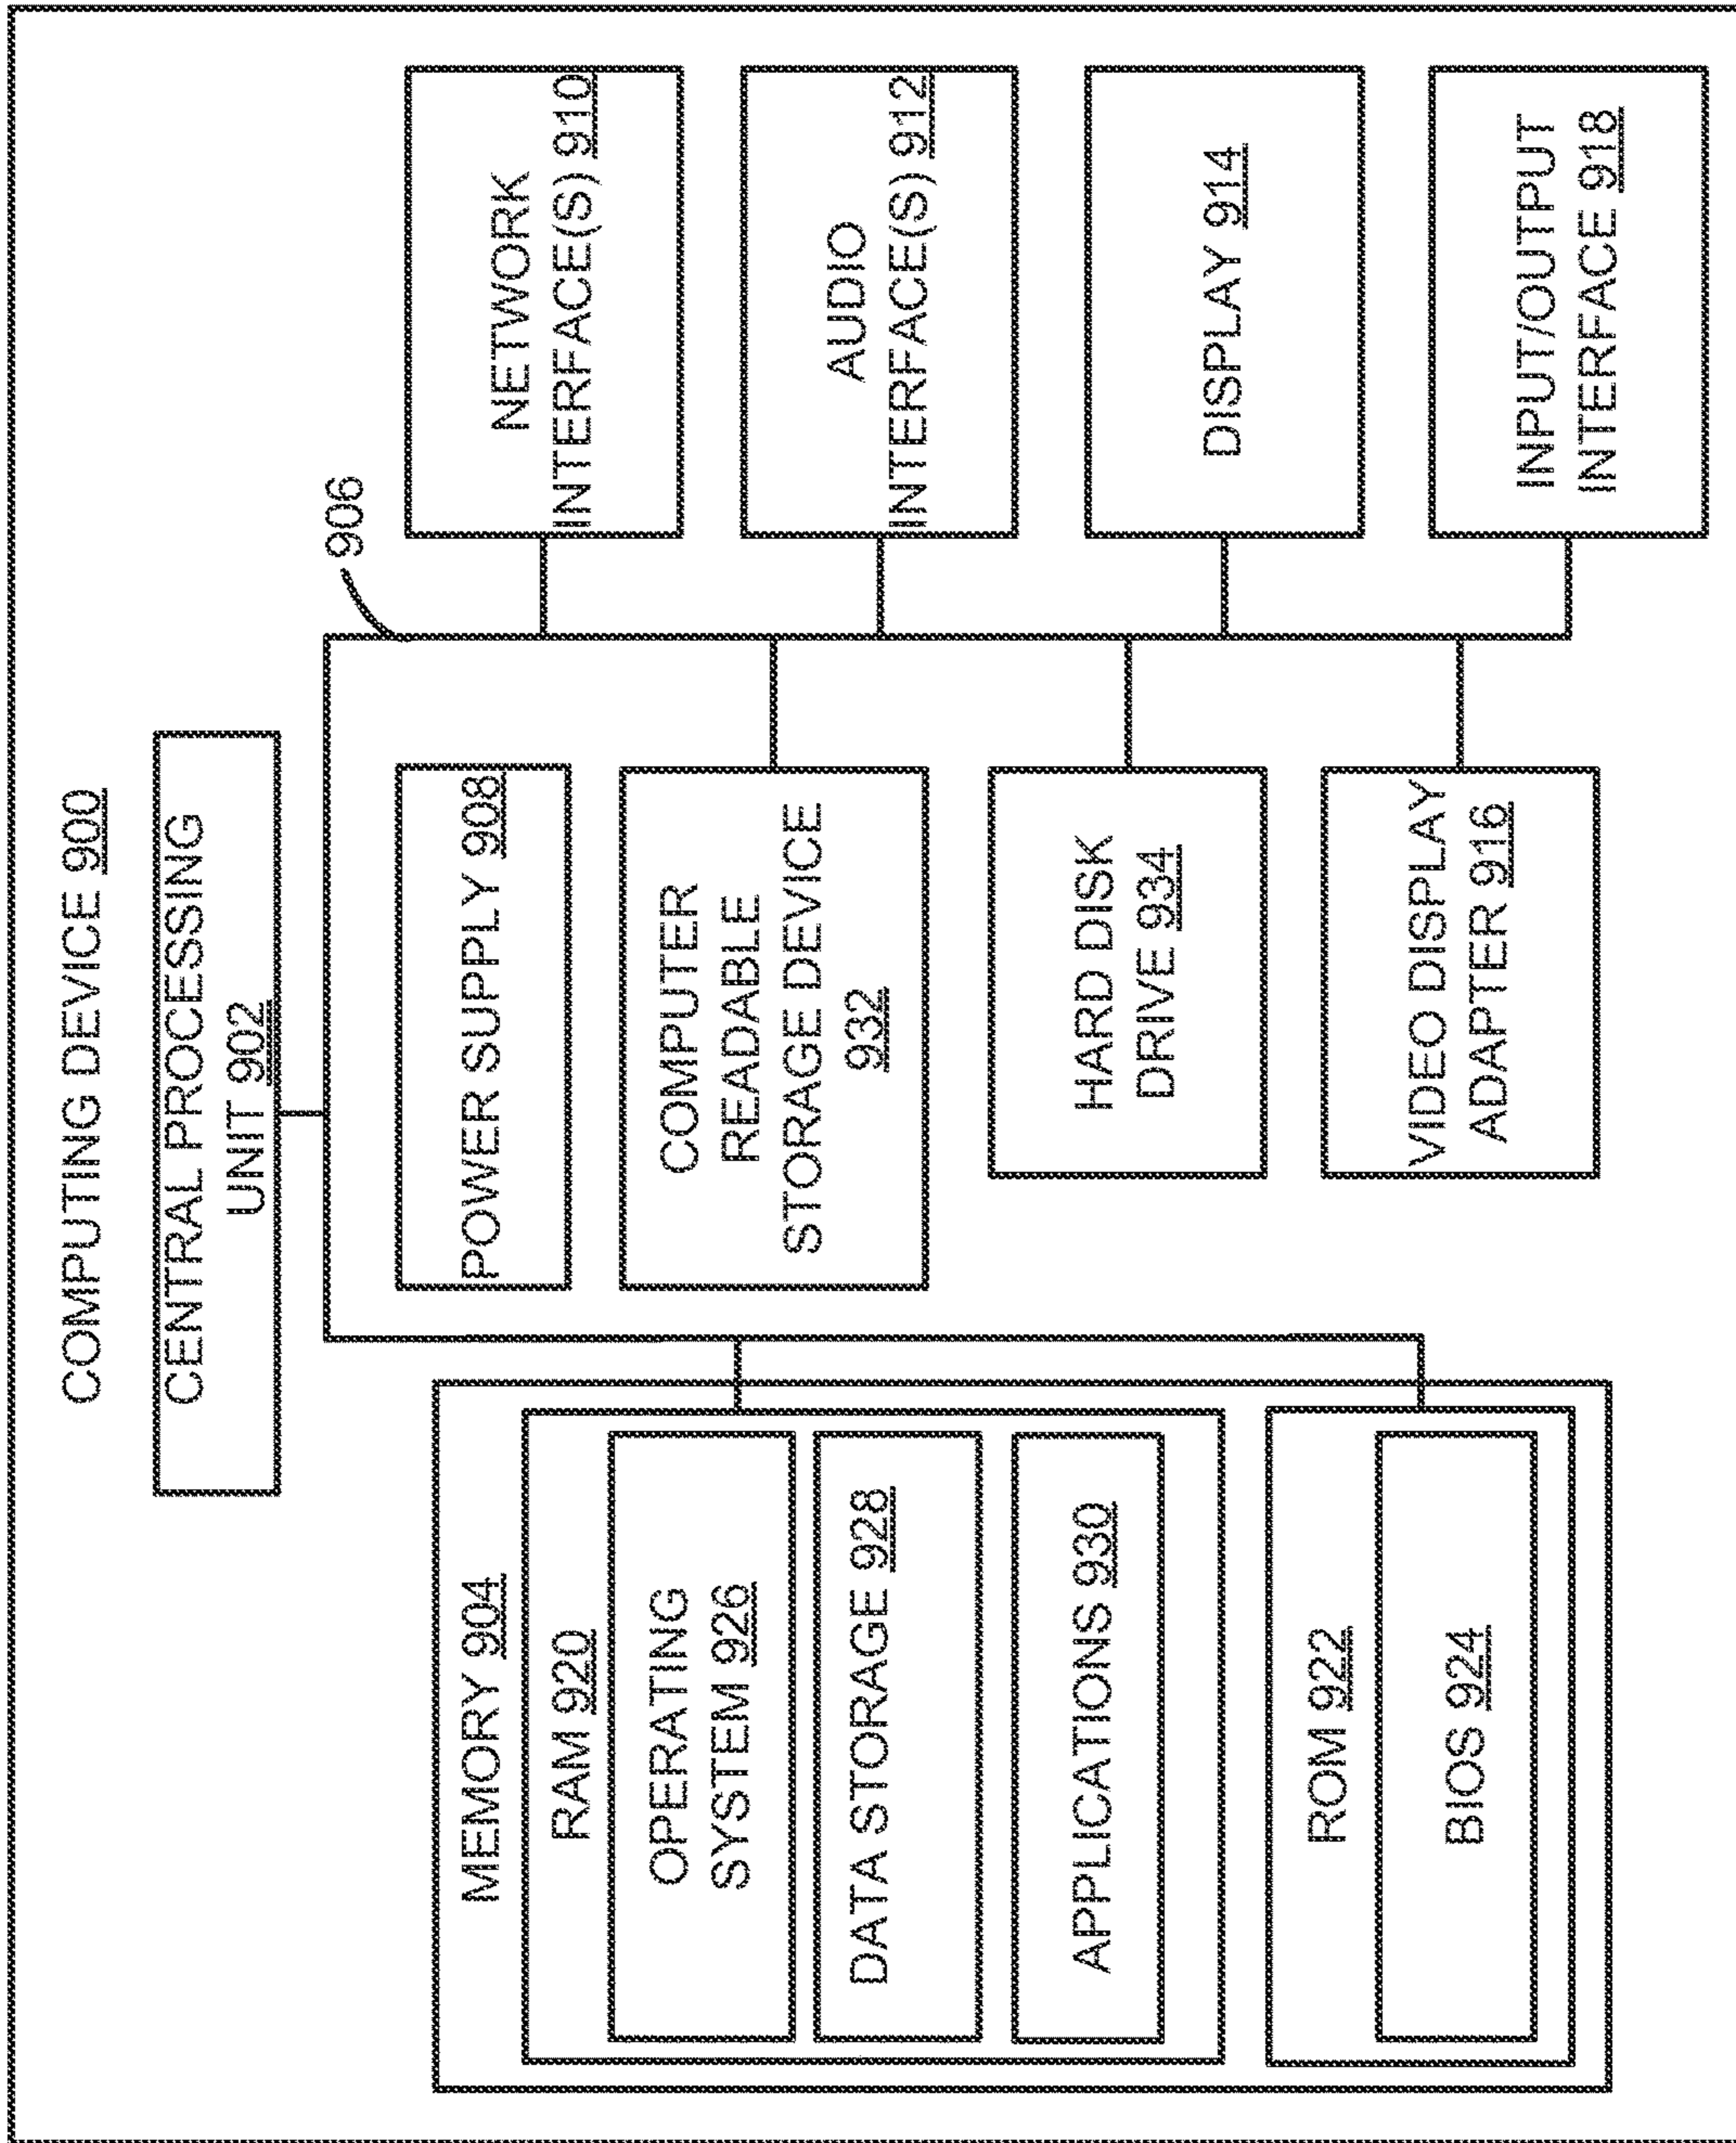 COMPUTING DEVICE 900
CENTRAL PROCESSING
UNIT 902
906
MEMORY 904
RAM 920
OPERATING
SYSTEM 926
DATA STORAGE 928
APPLICATIONS 930
ROM 922
BIOS 924
POWER SUPPLY 908
COMPUTER
READABLE
STORAGE DEVICE
932
HARD DISK
DRIVE 934
VIDEO DISPLAY
ADAPTER 916
NETWORK
INTERFACE(S) 910
AUDIO
INTERFACE(S) 912
DISPLAY 914
INPUT/OUTPUT
INTERFACE 918